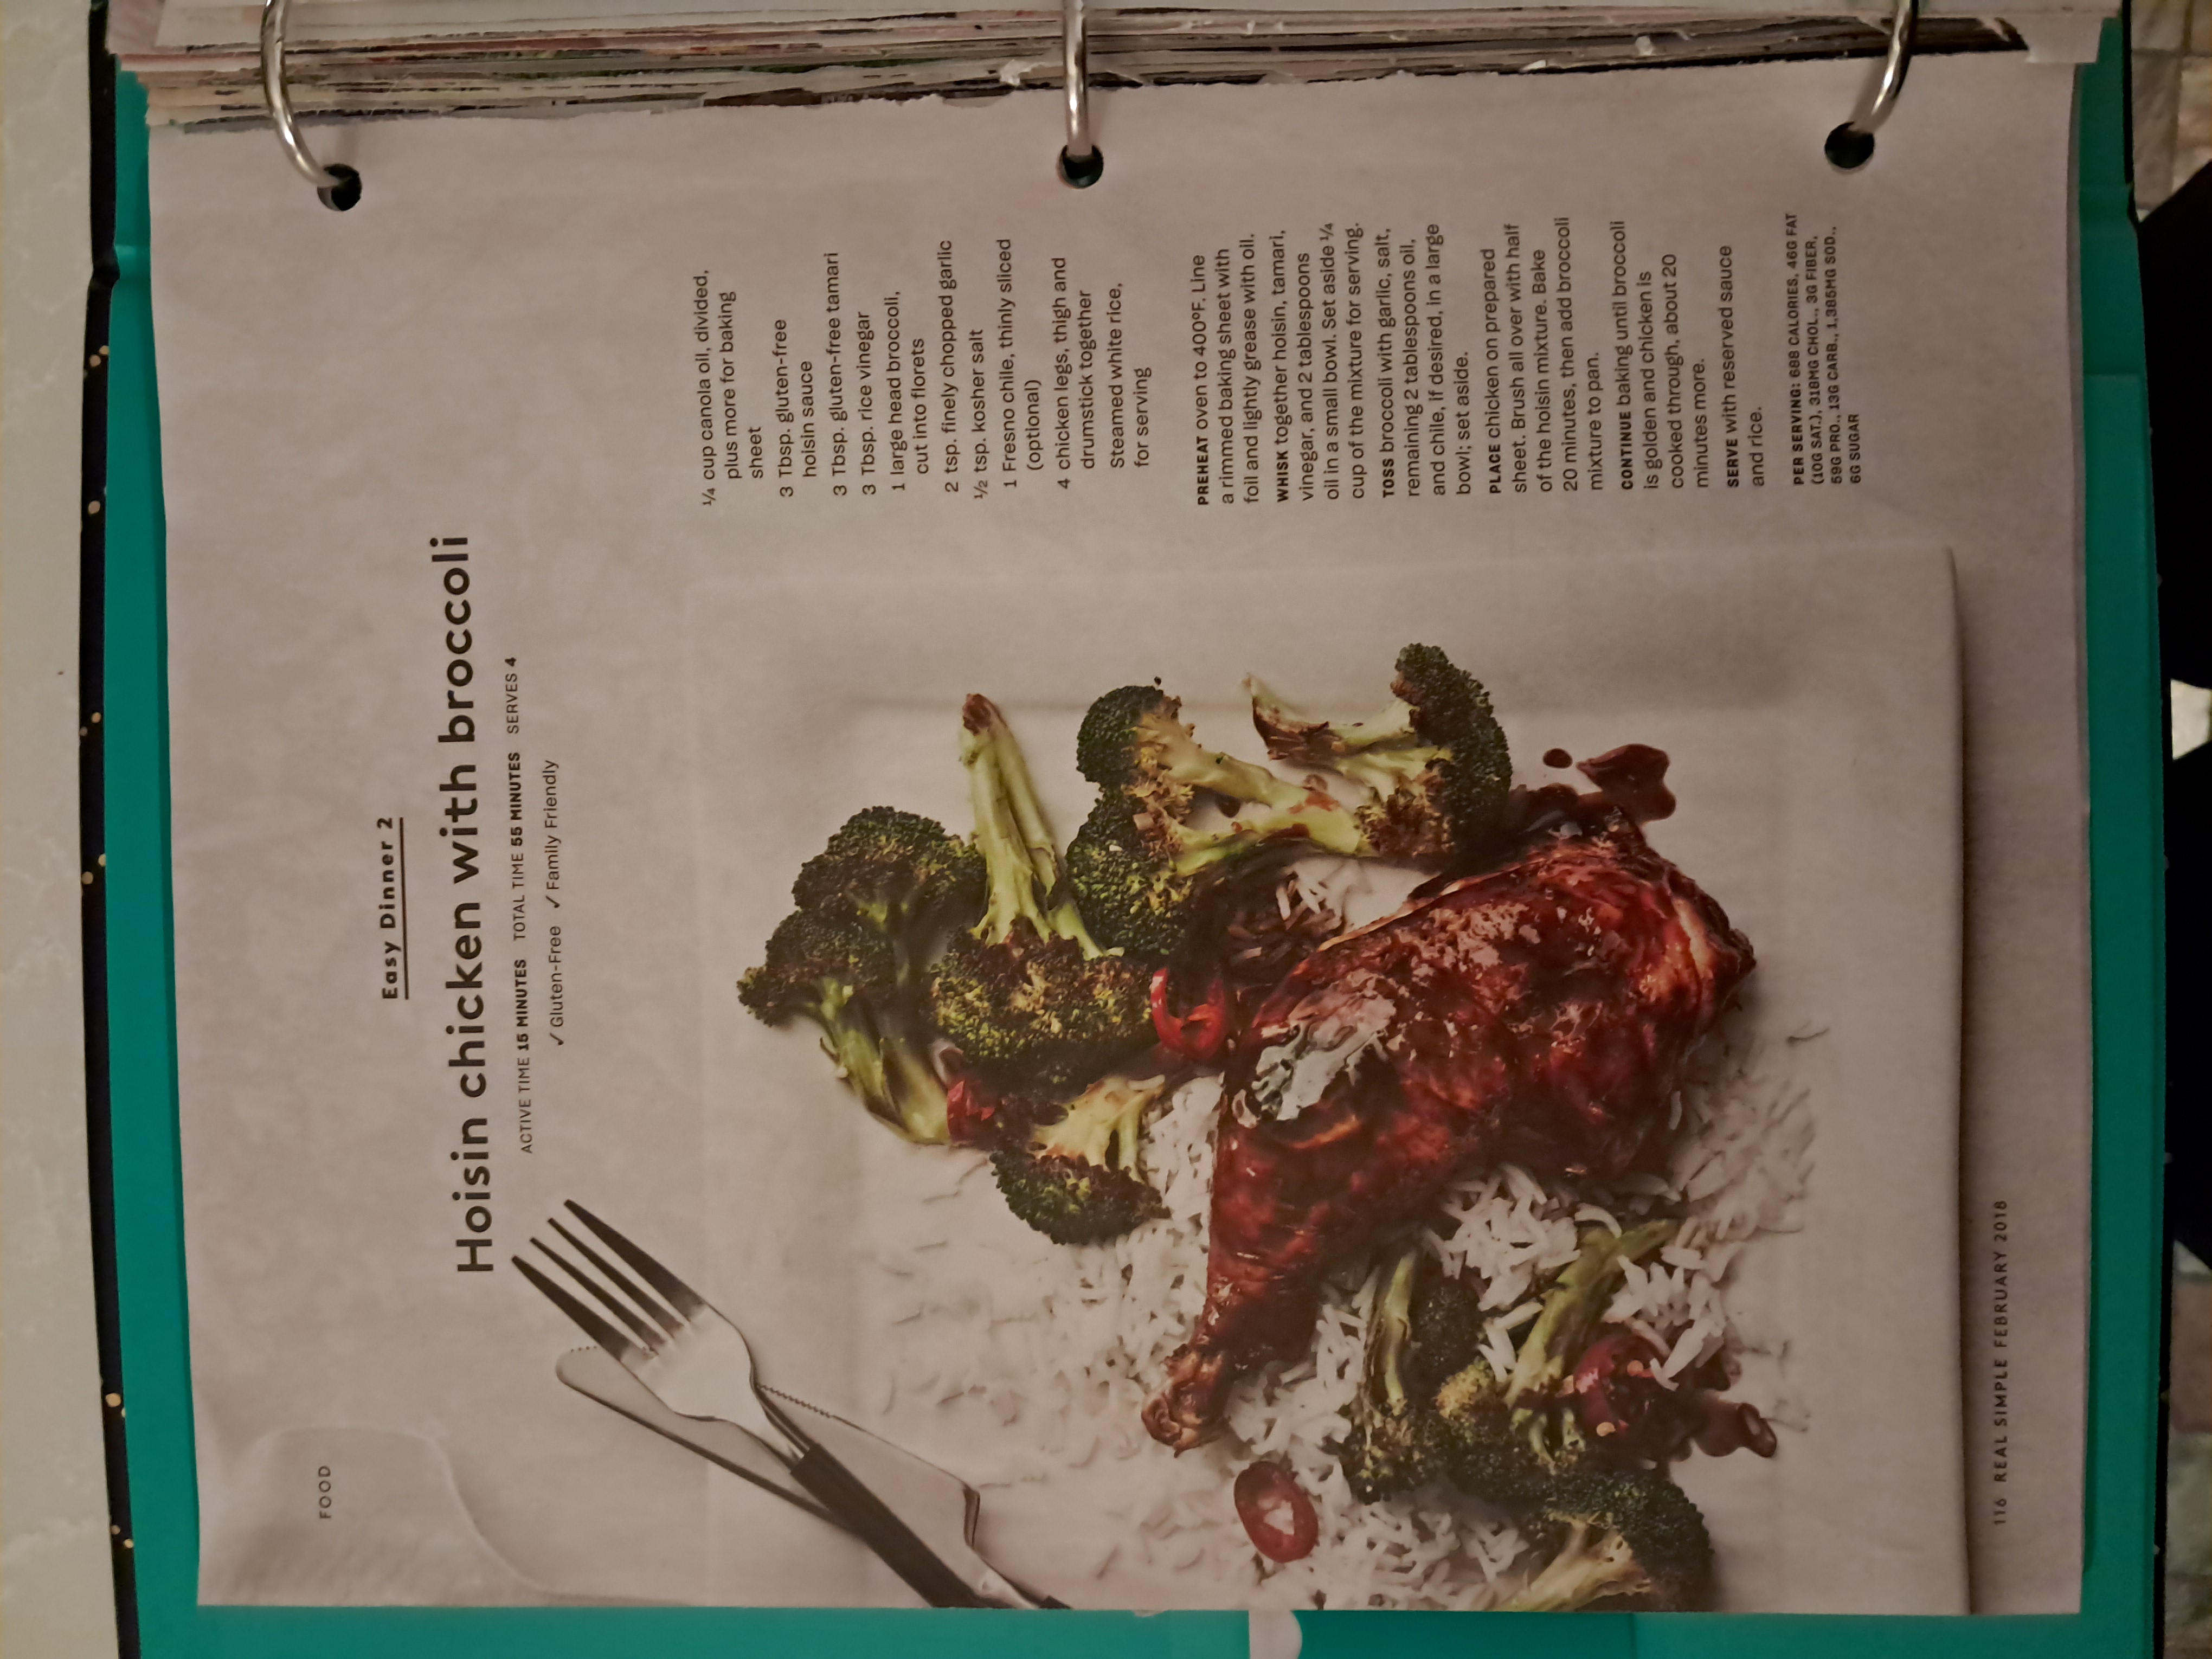 FOOD
Easy Dinner 2
Hoisin chicken with broccoli
ACTIVE TIME 15 MINUTES TOTAL TIME 55 MINUTES SERVES 4
✓ Gluten-Free ✓ Family Friendly
¼ cup canola oil, divided,
plus more for baking
sheet
3 Tbsp. gluten-free
hoisin sauce
3 Tbsp. gluten-free tamari
3 Tbsp. rice vinegar
1 large head broccoli,
cut into florets
2 tsp. finely chopped garlic
½ tsp. kosher salt
1 Fresno chile, thinly sliced
(optional)
4 chicken legs, thigh and
drumstick together
Steamed white rice,
for serving
PREHEAT oven to 400°F. Line
a rimmed baking sheet with
foil and lightly grease with oil.
WHISK together hoisin, tamari,
vinegar, and 2 tablespoons
oil in a small bowl. Set aside ¼
cup of the mixture for serving.
TOSS broccoli with garlic, salt,
remaining 2 tablespoons oil,
and chile, if desired, in a large
bowl; set aside.
PLACE chicken on prepared
sheet. Brush all over with half
of the hoisin mixture. Bake
20 minutes, then add broccoli
mixture to pan.
CONTINUE baking until broccoli
is golden and chicken is
cooked through, about 20
minutes more.
SERVE with reserved sauce
and rice.
PER SERVING: 688 CALORIES, 46G FAT
(10G SAT.), 318MG CHOL., 3G FIBER,
59G PRO., 13G CARB., 1,385MG SOD.,
6G SUGAR
116 REAL SIMPLE FEBRUARY 2018